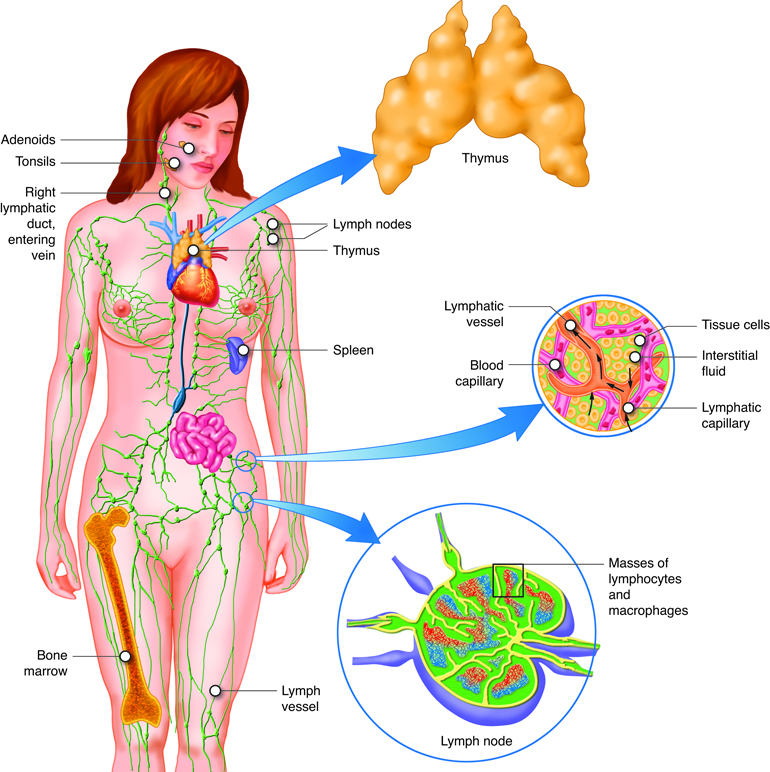 Thymus
Adenoids
Tonsils
Right
lymphatic
duct,
entering
vein
Lymph nodes
Thymus
Spleen
Lymphatic
vessel
Blood
capillary
Tissue cells
Interstitial
fluid
Lymphatic
capillary
Masses of
lymphocytes
and
macrophages
Bone
marrow
Lymph
vessel
Lymph node